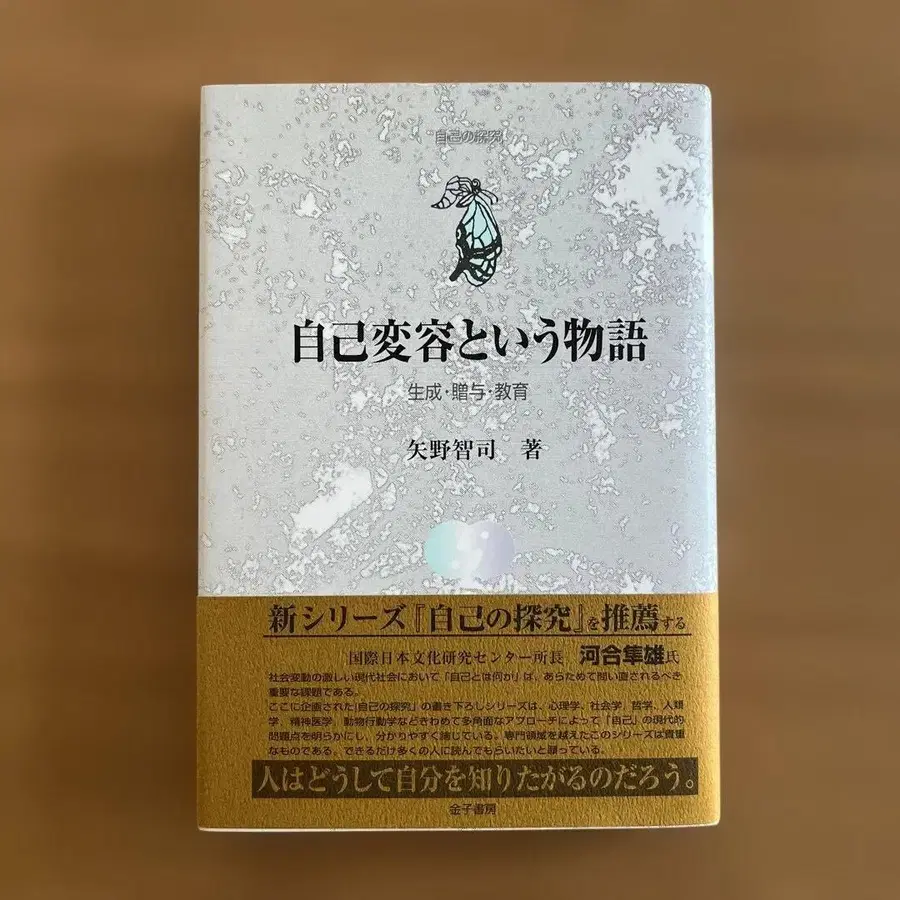 自己の探究
自己変容という物語
生成・贈与・教育
矢野智司 著
新シリーズ『自己の探究』を推薦する
国際日本文化研究センター所長 河合隼雄氏
社会変動の激しい現代社会において「自己とは何か」は、あらためて問い直されるべき
重要な課題である。
ここに企画された「自己の探究」の書き下ろしシリーズは、心理学、社会学、哲学、人類
学、精神医学、動物行動学などきわめて多角面なアプローチによって「自己」の現代的
問題点を明らかにし、分かりやすく論じている。専門領域を越えたこのシリーズは貴重
なものである。できるだけ多くの人に読んでもらいたいと願っている。
人はどうして自分を知りたがるのだろう。
金子書房